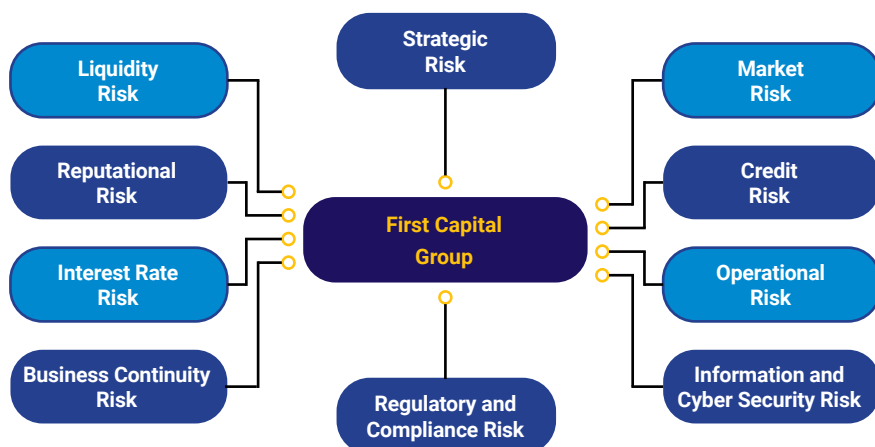 Strategic
Risk
Liquidity
Risk
Market
Risk
Reputational
Risk
Credit
Risk
First Capital
Group
Interest Rate
Risk
Operational
Risk
Business Continuity
Risk
Regulatory and
Compliance Risk
Information and
Cyber Security Risk